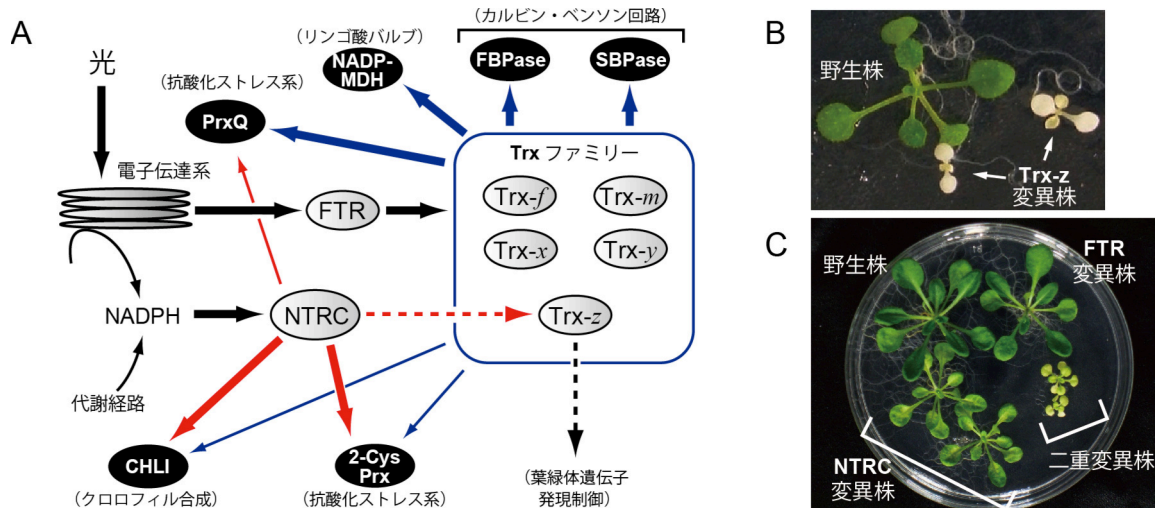 A
光
(抗酸化ストレス系)
PrxQ
(リンゴ酸バルブ)
NADP-
MDH
(カルビン・ベンソン回路)
FBPase
SBPase
電子伝達系
FTR
Trx ファミリー
Trx-f
Trx-m
Trx-x
Trx-y
Trx-z
NADPH
NTRC
代謝経路
CHLI
(クロロフィル合成)
2-Cys
Prx
(抗酸化ストレス系)
(葉緑体遺伝子
発現制御)
B
野生株
Trx-z
変異株
C
野生株
FTR
変異株
NTRC
変異株
二重変異株